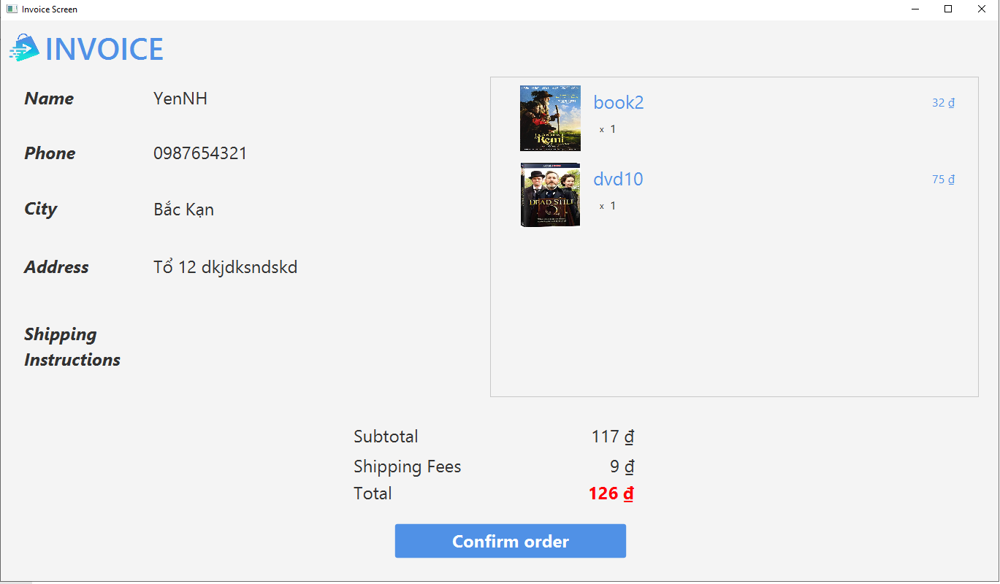 Invoice Screen
INVOICE
Name YenNH
Phone 0987654321
City Bắc Kạn
Address Tổ 12 dkjdksndskd
Shipping
Instructions
book2 32 ₫
x 1
Remi
dvd10 75 ₫
x 1
ACORN
DEAD STILL
Subtotal 117 ₫
Shipping Fees 9 ₫
Total 126 ₫
Confirm order